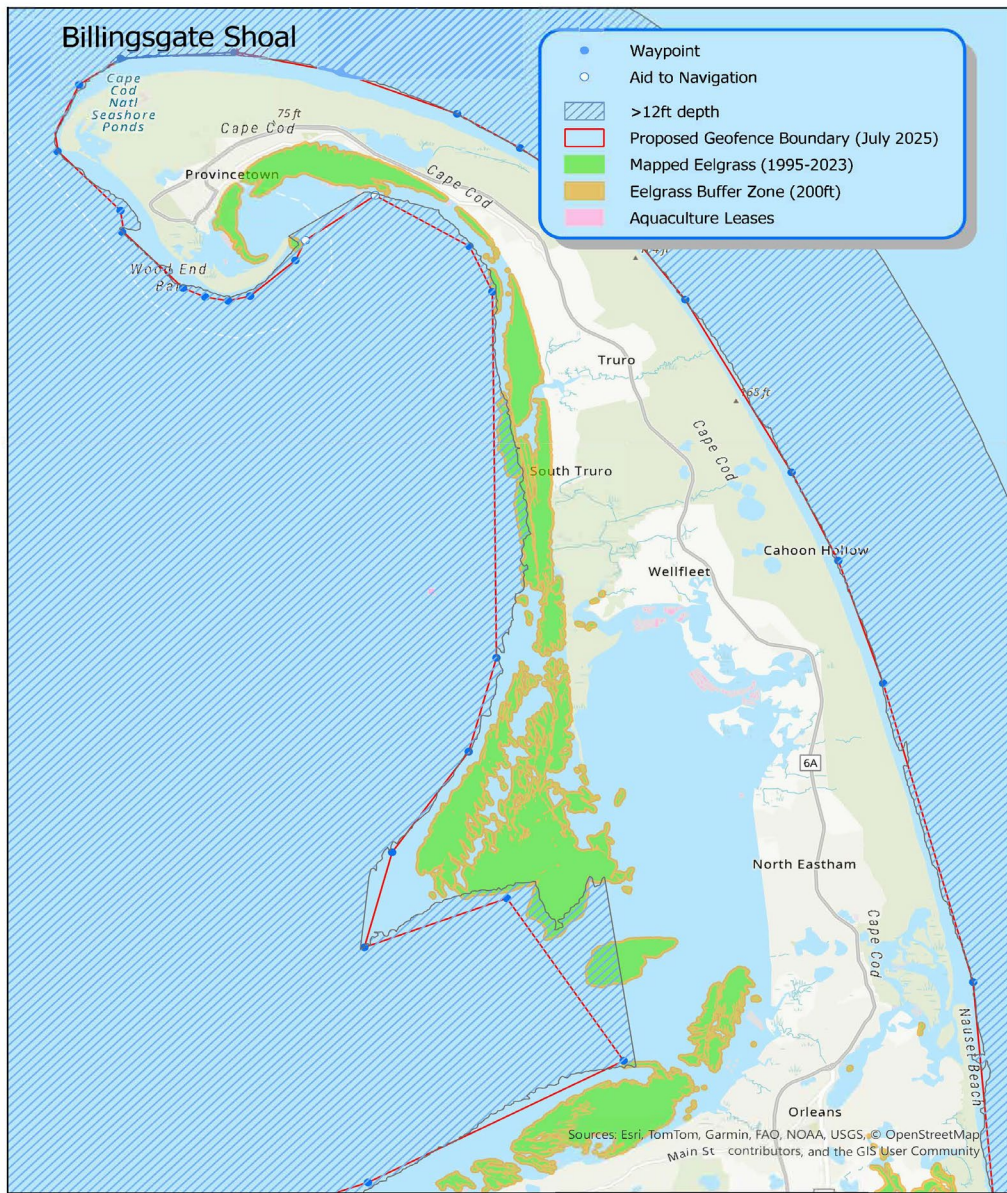 Billingsgate Shoal
Waypoint
Aid to Navigation
>12ft depth
Proposed Geofence Boundary (July 2025)
Mapped Eelgrass (1995-2023)
Eelgrass Buffer Zone (200ft)
Aquaculture Leases
Cape
Cod
Natl
Seashore
Ponds
75 ft
Cape Cod
Provincetown
Cape Cod
Cape Cod
Wood End
Truro
Cape Cod
South Truro
Cahoon Hollow
Wellfleet
6A
North Eastham
Cape Cod
Nauset Beach
Orleans
Sources: Esri, TomTom, Garmin, FAO, NOAA, USGS, © OpenStreetMap
Main St
contributors, and the GIS User Community